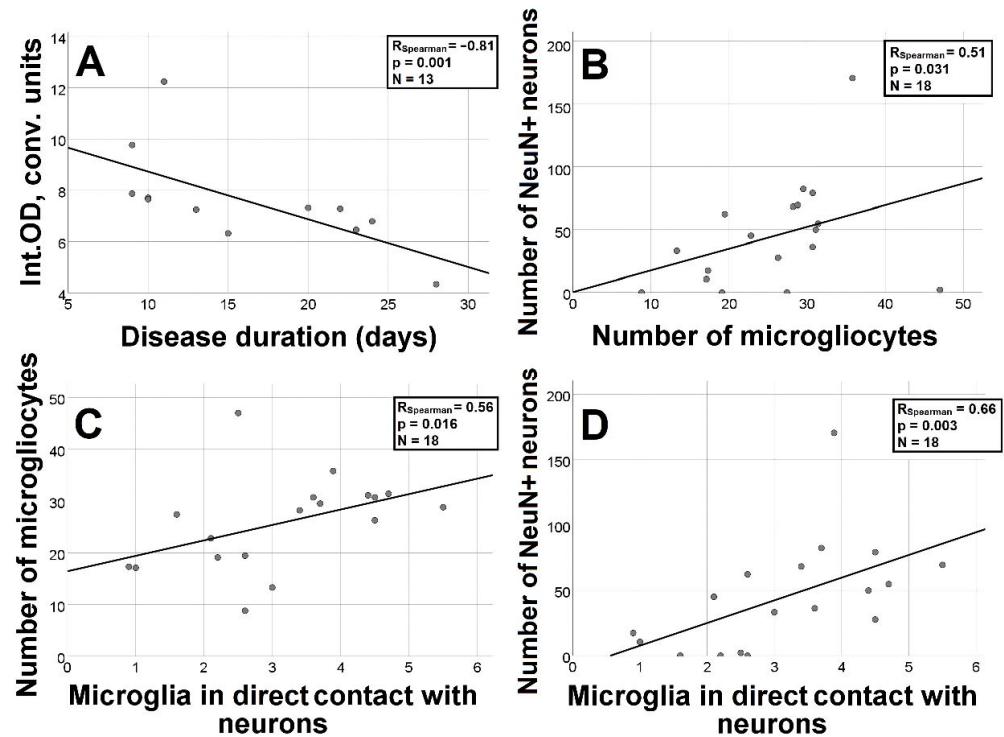 A
RSpearman = −0.81
p = 0.001
N = 13
Int.OD, conv. units
14
12
10
8
6
4
5
10
15
20
25
30
Disease duration (days)
B
RSpearman = 0.51
p = 0.031
N = 18
Number of NeuN+ neurons
200
150
100
50
0
0
10
20
30
40
50
Number of microgliocytes
C
RSpearman = 0.56
p = 0.016
N = 18
Number of microgliocytes
50
40
30
20
10
0
0
1
2
3
4
5
6
Microglia in direct contact with
neurons
D
RSpearman = 0.66
p = 0.003
N = 18
Number of NeuN+ neurons
200
150
100
50
0
0
1
2
3
4
5
6
Microglia in direct contact with
neurons